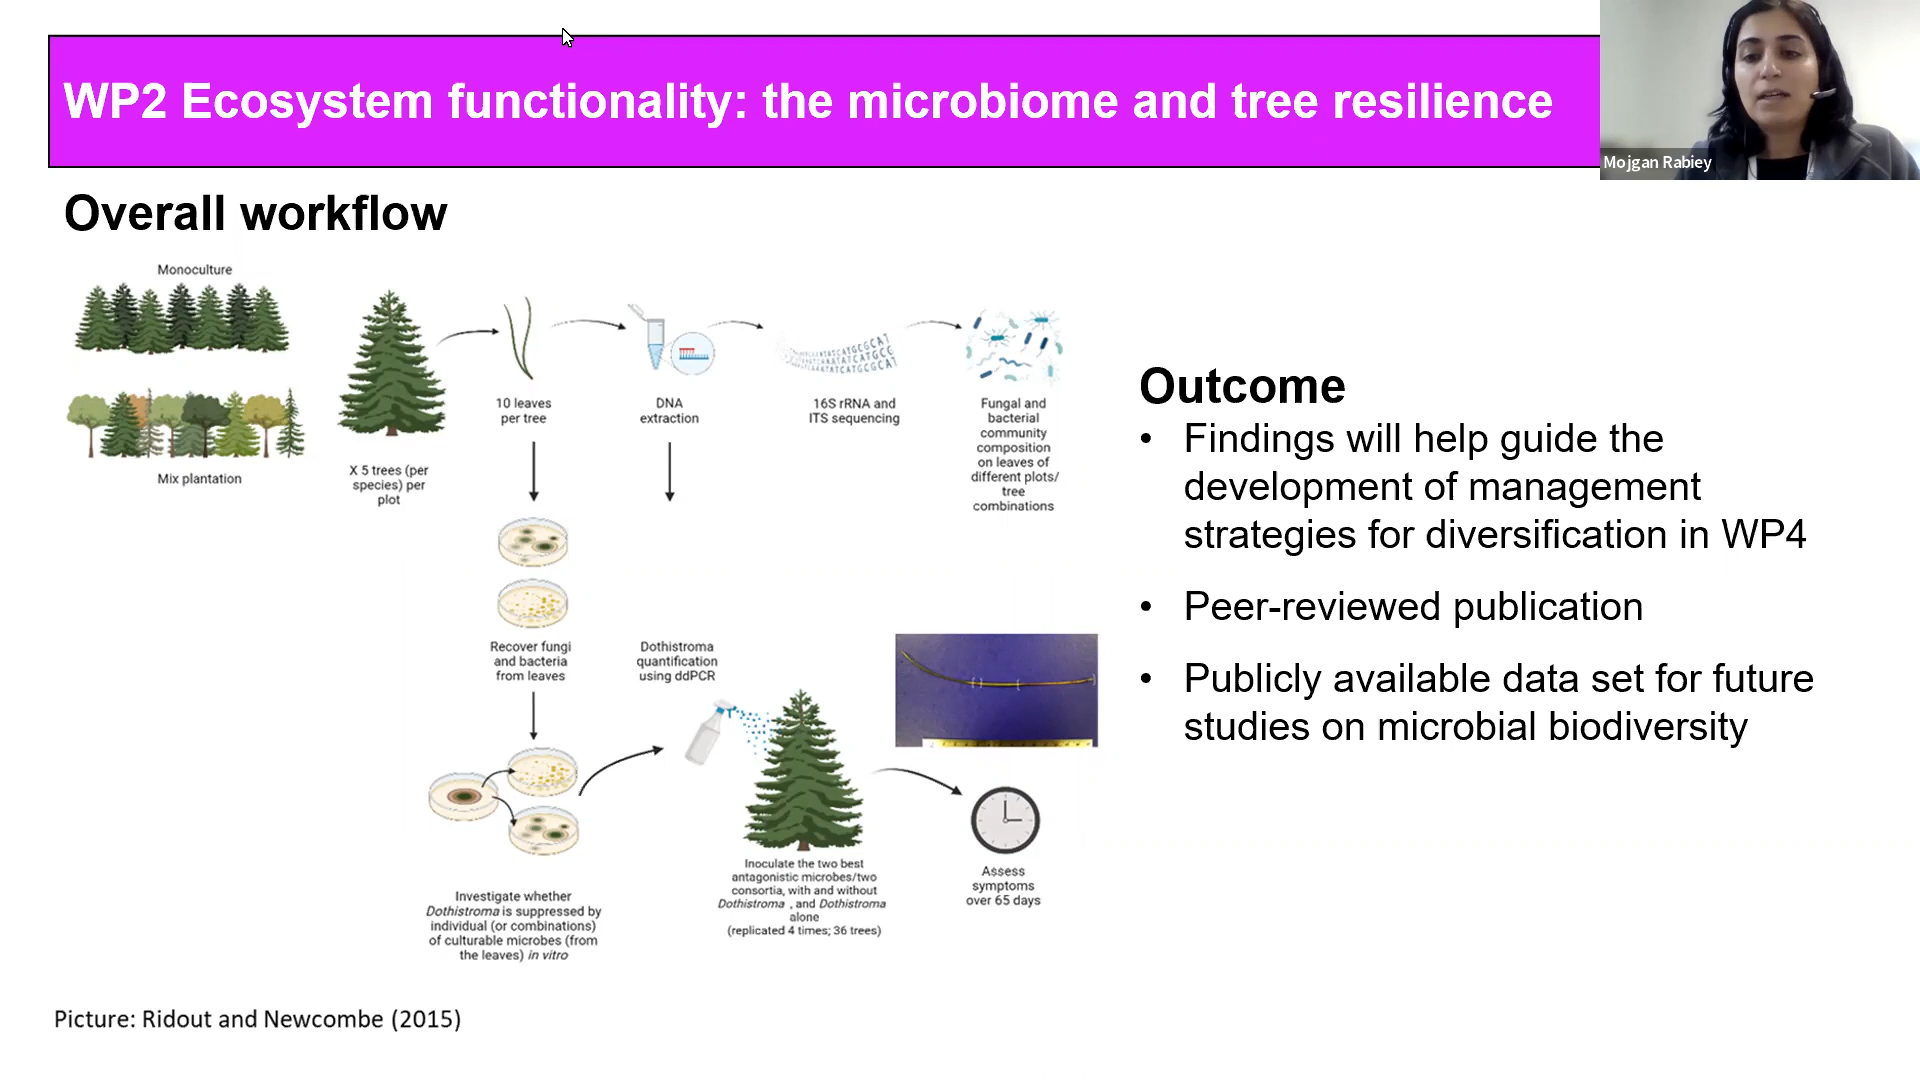 WP2 Ecosystem functionality: the microbiome and tree resilience
Mojgan Rabiey
Overall workflow
Monoculture
Mix plantation
X 5 trees (per
species) per
plot
10 leaves
per tree
DNA
extraction
16S rRNA and
ITS sequencing
Fungal and
bacterial
community
composition
on leaves of
different plots/
tree
combinations
Recover fungi
and bacteria
from leaves
Dothistroma
quantification
using ddPCR
Investigate whether
Dothistroma is suppressed by
individual (or combinations)
of culturable microbes (from
the leaves) in vitro
Inoculate the two best
antagonistic microbes/two
consortia, with and without
Dothistroma , and Dothistroma
alone
(replicated 4 times; 36 trees)
Assess
symptoms
over 65 days
Outcome
• Findings will help guide the
development of management
strategies for diversification in WP4
• Peer-reviewed publication
• Publicly available data set for future
studies on microbial biodiversity
Picture: Ridout and Newcombe (2015)